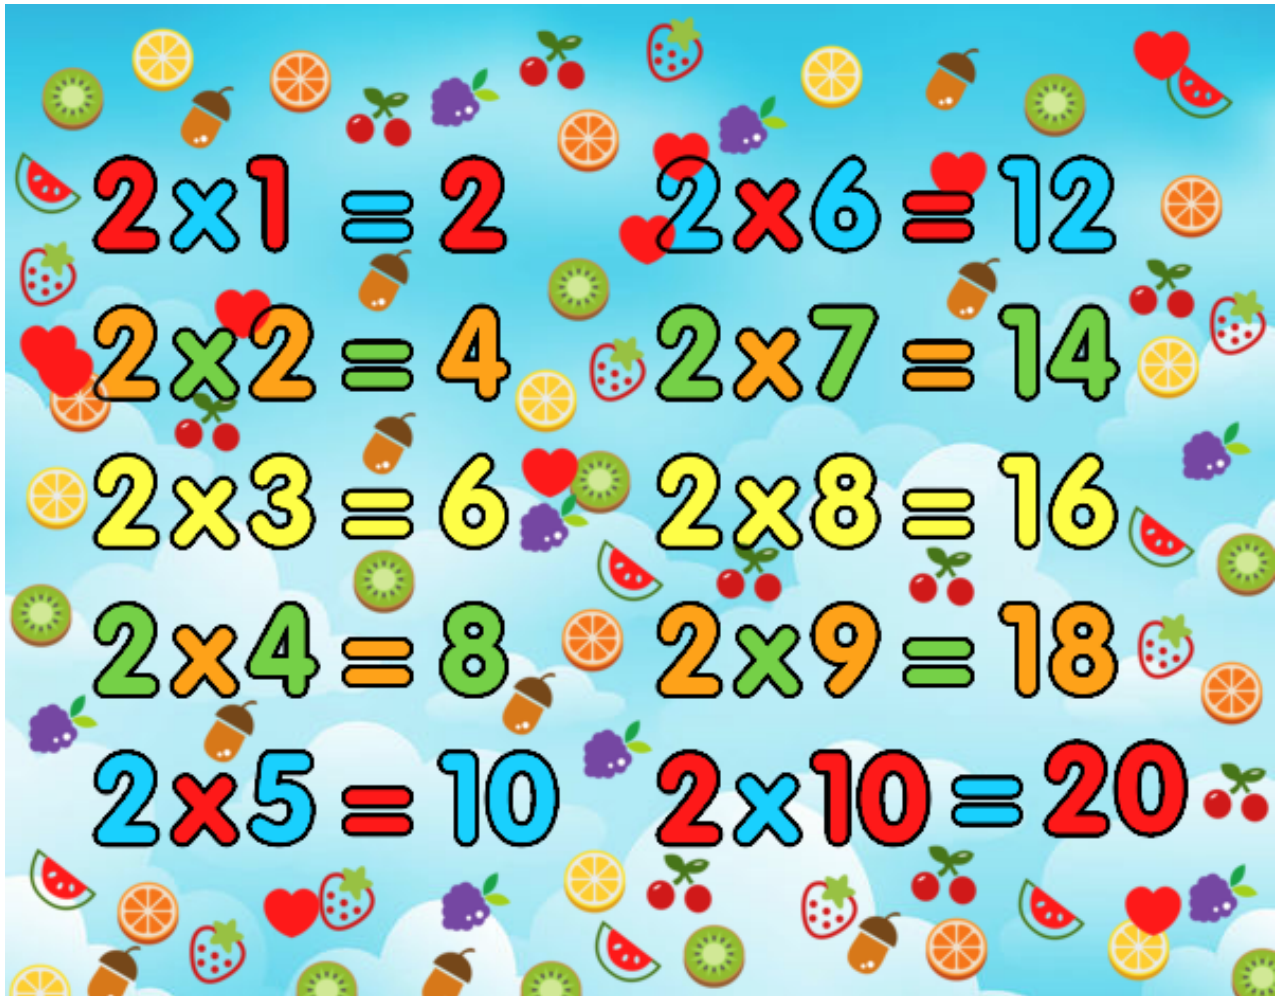 2x1 = 2
2x2 = 4
2x3 = 6
2x4 = 8
2x5 = 10
2x6 = 12
2x7 = 14
2x8 = 16
2x9 = 18
2x10 = 20